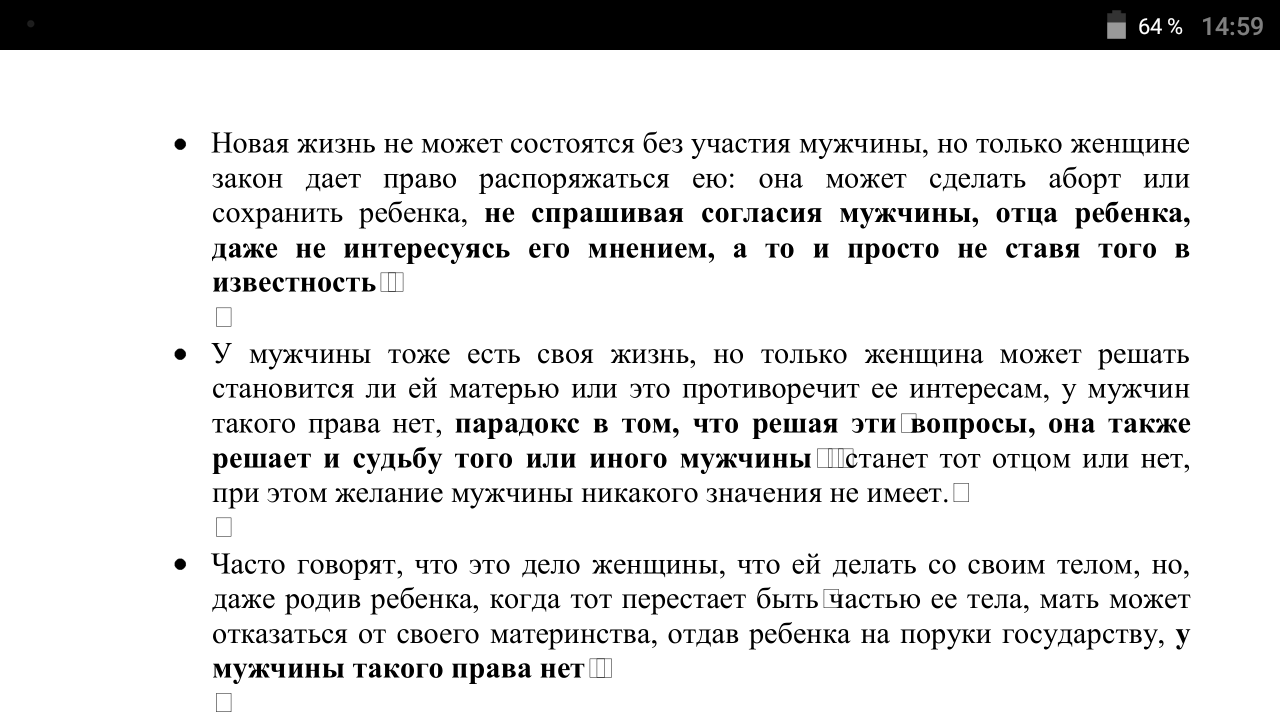 64 % 14:59
• Новая жизнь не может состоятся без участия мужчины, но только женщине
закон дает право распоряжаться ею: она может сделать аборт или
сохранить ребенка, не спрашивая согласия мужчины, отца ребенка,
даже не интересуясь его мнением, а то и просто не ставя того в
известность
• У мужчины тоже есть своя жизнь, но только женщина может решать
становится ли ей матерью или это противоречит ее интересам, у мужчин
такого права нет, парадокс в том, что решая эти вопросы, она также
решает и судьбу того или иного мужчины станет тот отцом или нет,
при этом желание мужчины никакого значения не имеет.
• Часто говорят, что это дело женщины, что ей делать со своим телом, но,
даже родив ребенка, когда тот перестает быть частью ее тела, мать может
отказаться от своего материнства, отдав ребенка на поруки государству, у
мужчины такого права нет